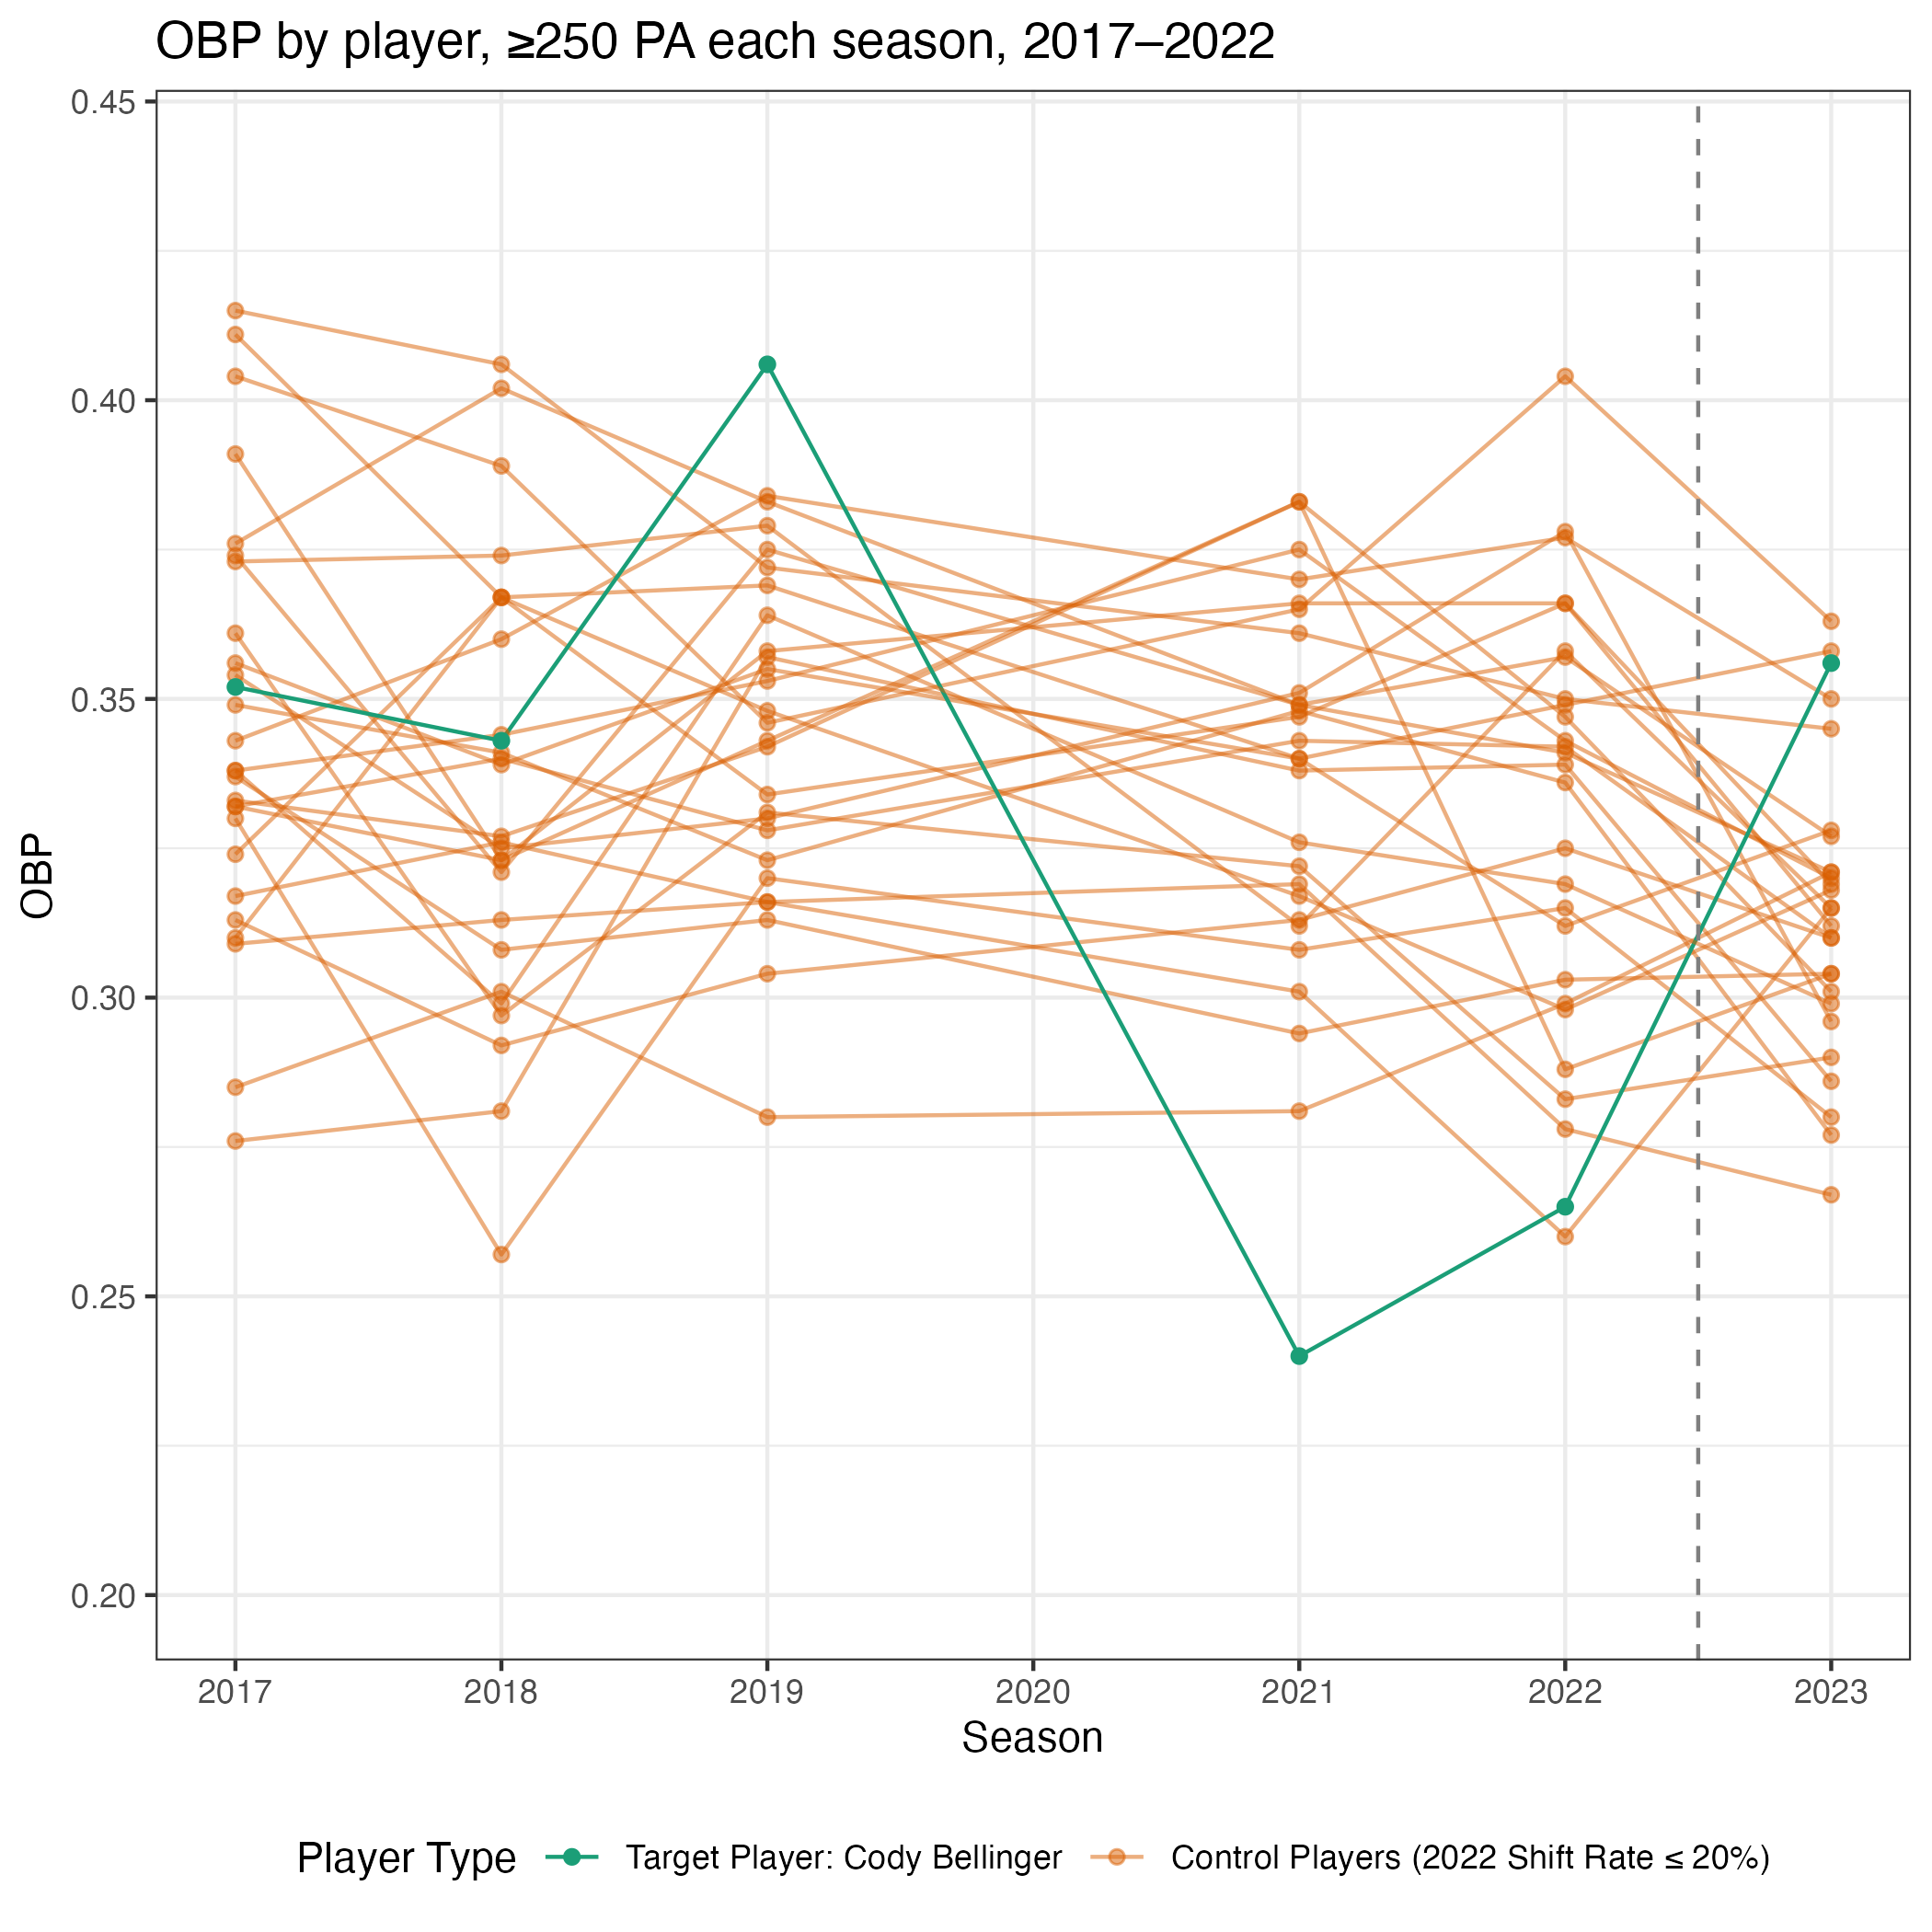 OBP by player, ≥250 PA each season, 2017–2022
OBP
0.45
0.40
0.35
0.30
0.25
0.20
2017 2018 2019 2020 2021 2022 2023
Season
Player Type Target Player: Cody Bellinger Control Players (2022 Shift Rate ≤ 20%)